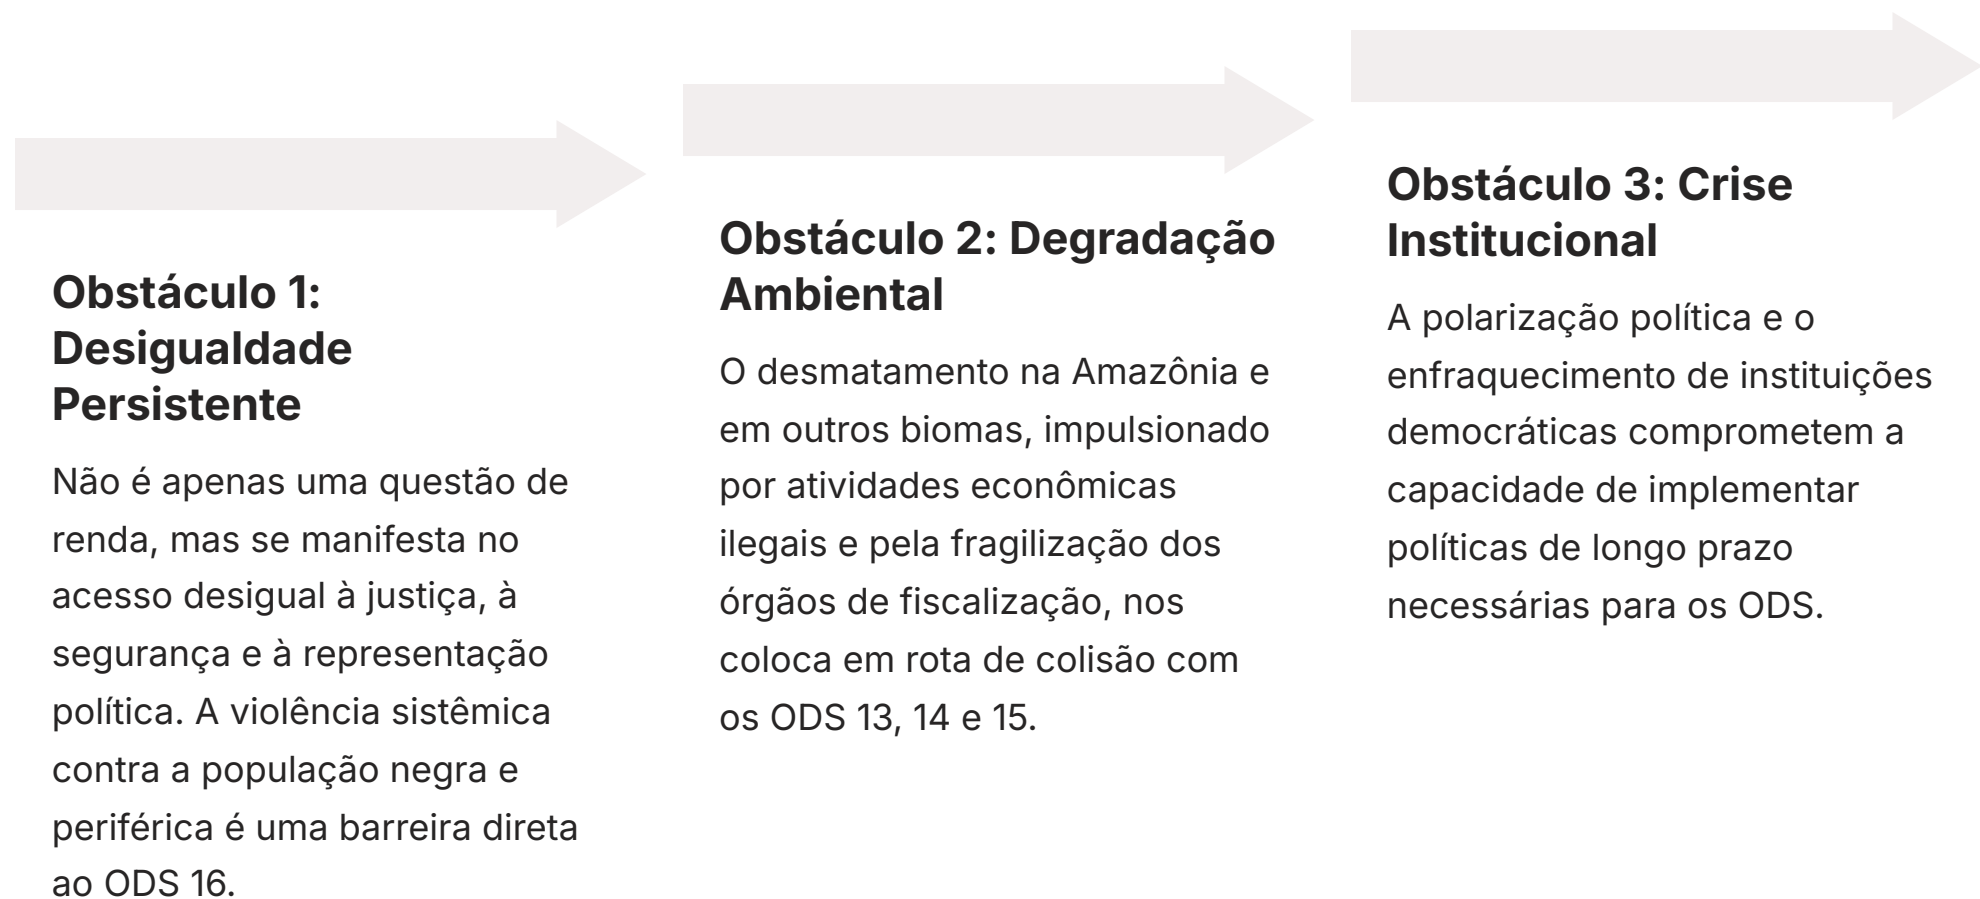 Obstáculo 1:
Desigualdade
Persistente
Não é apenas uma questão de
renda, mas se manifesta no
acesso desigual à justiça, à
segurança e à representação
política. A violência sistêmica
contra a população negra e
periférica é uma barreira direta
ao ODS 16.
Obstáculo 2: Degradação
Ambiental
O desmatamento na Amazônia e
em outros biomas, impulsionado
por atividades econômicas
ilegais e pela fragilização dos
órgãos de fiscalização, nos
coloca em rota de colisão com
os ODS 13, 14 e 15.
Obstáculo 3: Crise
Institucional
A polarização política e o
enfraquecimento de instituições
democráticas comprometem a
capacidade de implementar
políticas de longo prazo
necessárias para os ODS.